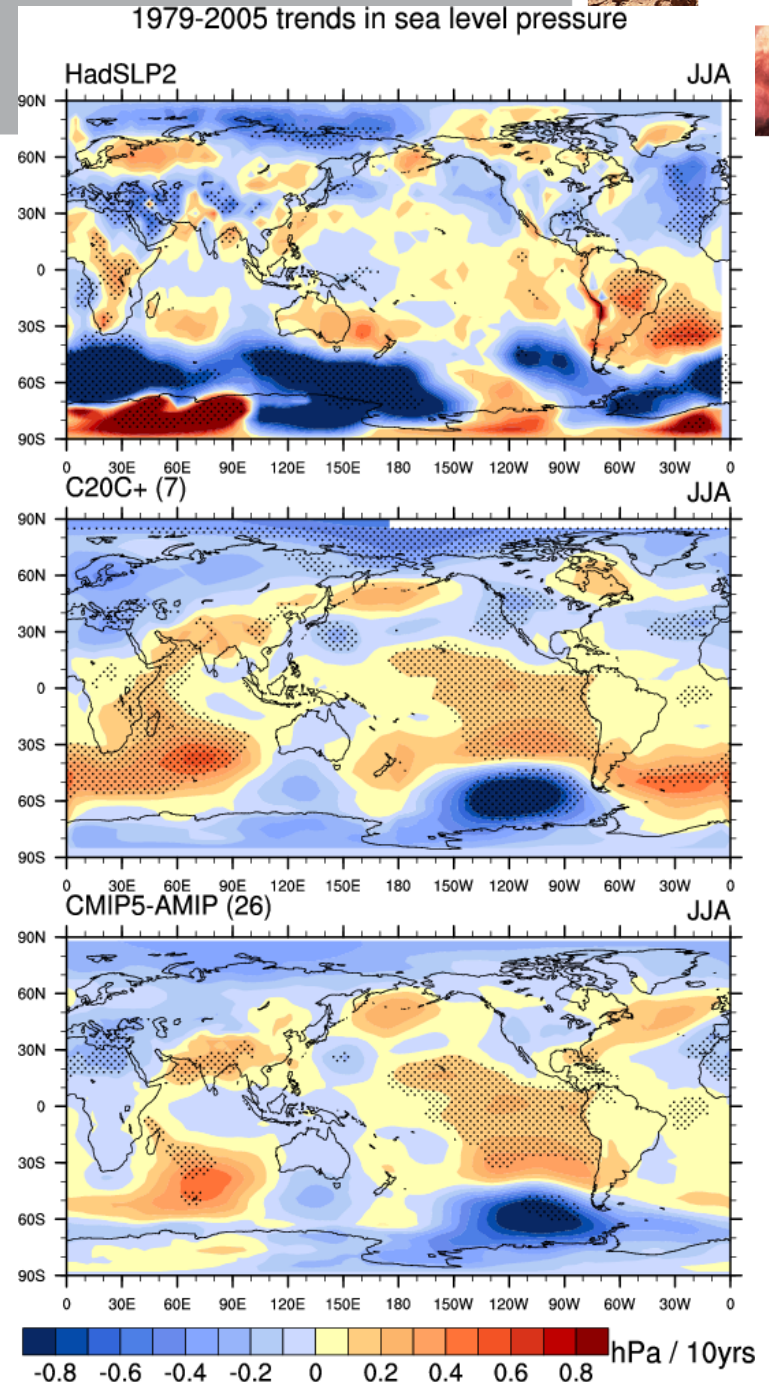 1979-2005 trends in sea level pressure
HadSLP2 JJA
90N
60N
30N
0
30S
60S
90S
0 30E 60E 90E 120E 150E 180 150W 120W 90W 60W 30W 0
C20C+ (7) JJA
90N
60N
30N
0
30S
60S
90S
0 30E 60E 90E 120E 150E 180 150W 120W 90W 60W 30W 0
CMIP5-AMIP (26) JJA
90N
60N
30N
0
30S
60S
90S
0 30E 60E 90E 120E 150E 180 150W 120W 90W 60W 30W 0
hPa / 10yrs
-0.8 -0.6 -0.4 -0.2 0 0.2 0.4 0.6 0.8